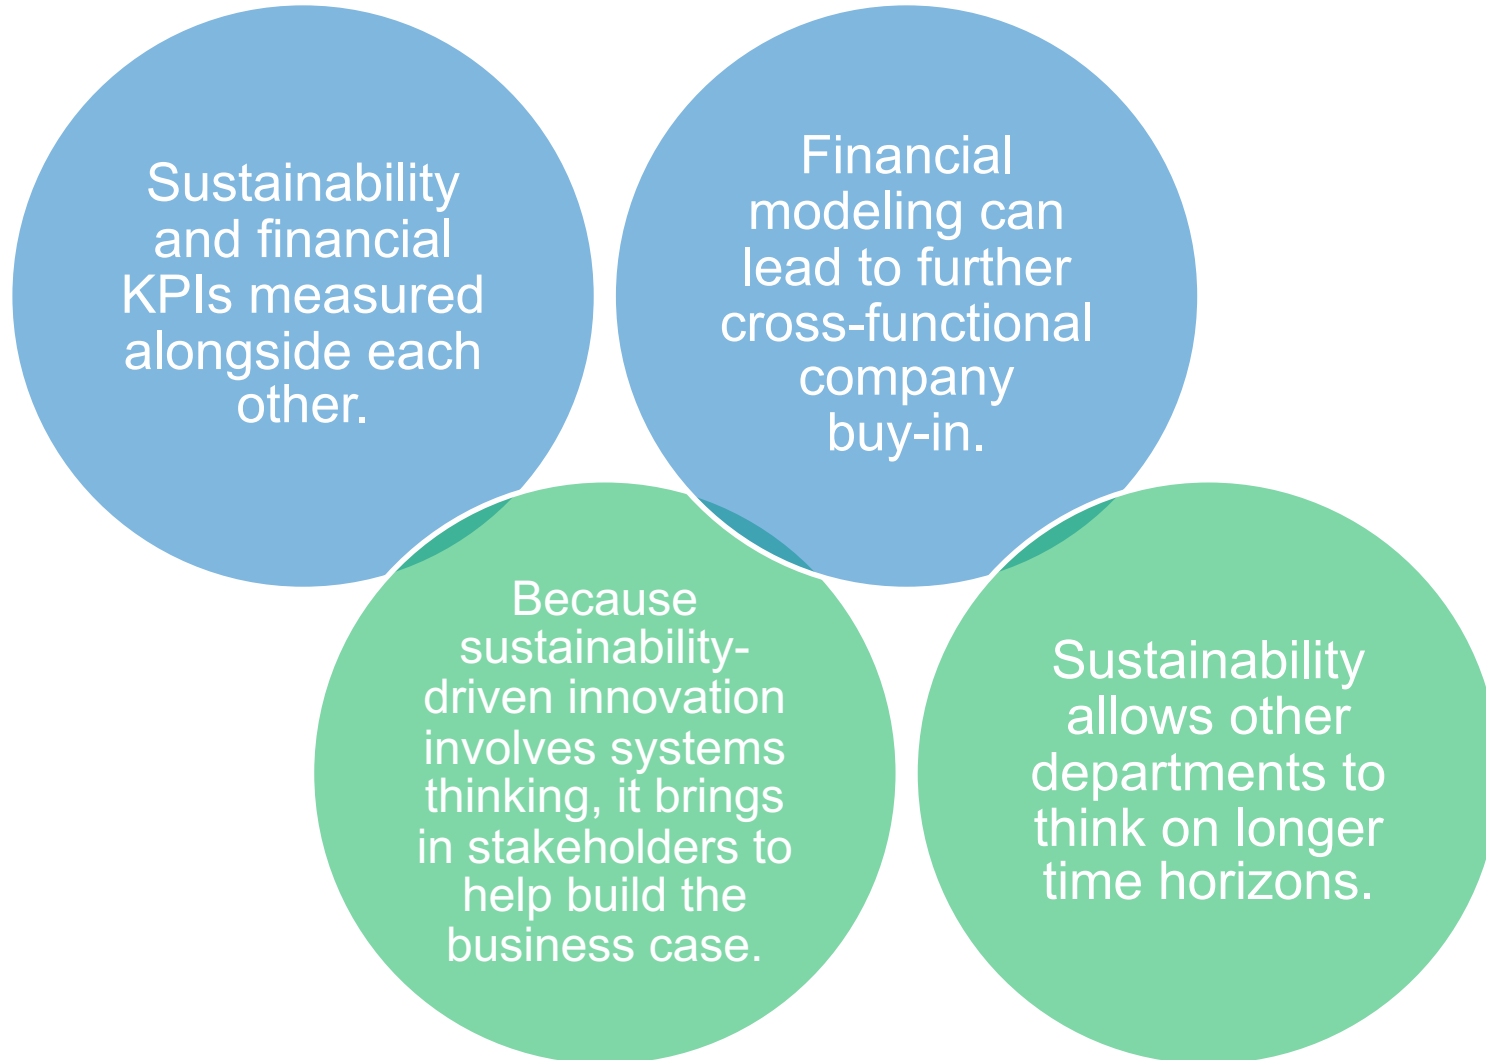 Sustainability
and financial
KPIs measured
alongside each
other.
Financial
modeling can
lead to further
cross-functional
company
buy-in.
Because
sustainability-
driven innovation
involves systems
thinking, it brings
in stakeholders to
help build the
business case.
Sustainability
allows other
departments to
think on longer
time horizons.